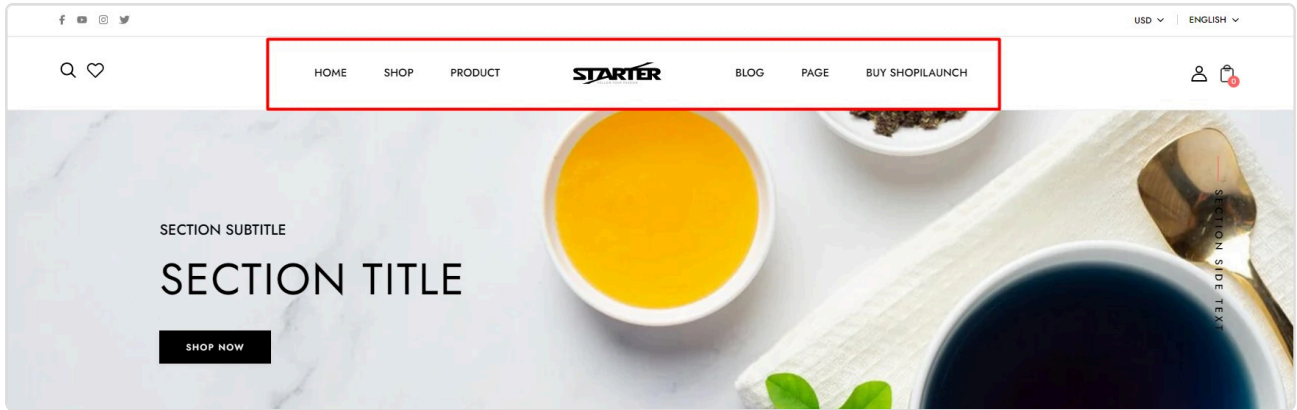 USD
ENGLISH
HOME SHOP PRODUCT STARTER BLOG PAGE BUY SHOPILAUNCH
0
SECTION SUBTITLE
SECTION TITLE
SHOP NOW
SECTION SIDE TEXT